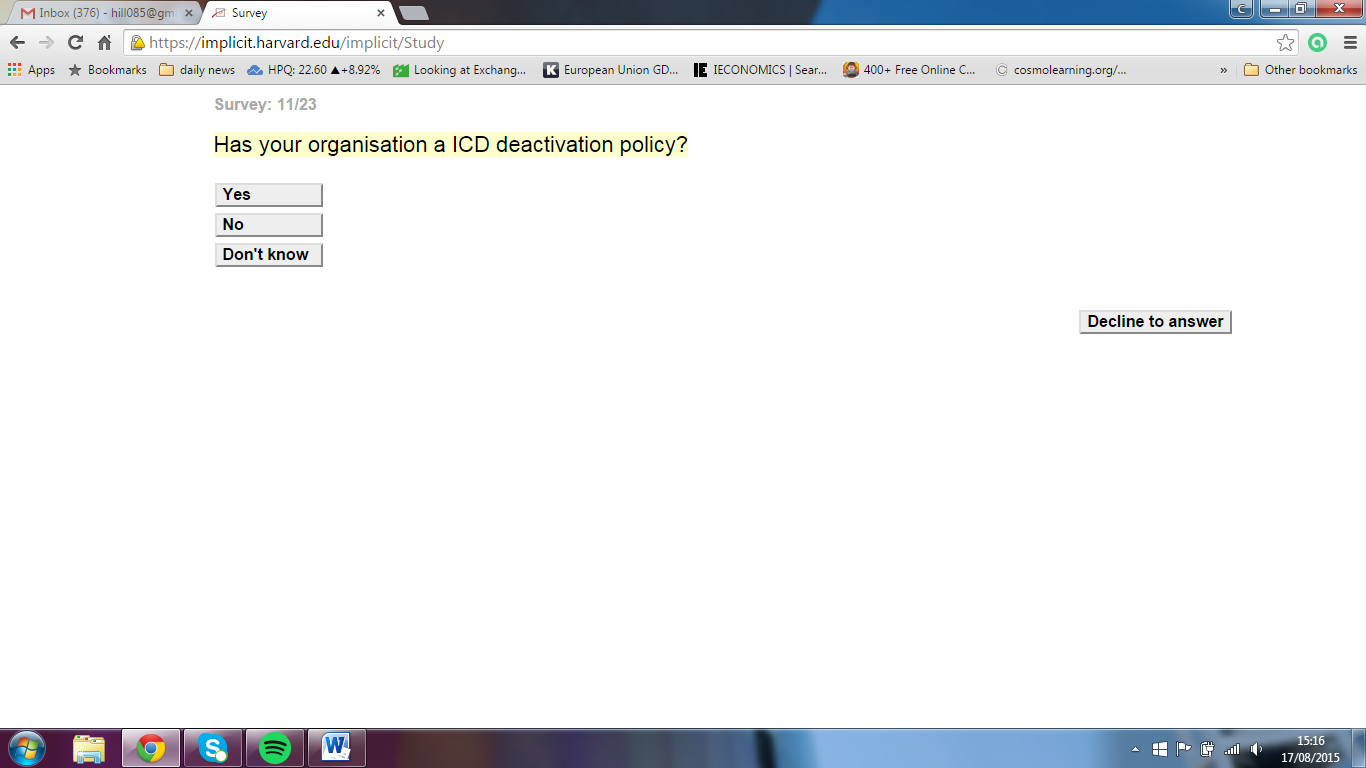 Inbox (376) - hill085@gm
Survey
https://implicit.harvard.edu/implicit/Study
Apps
Bookmarks
daily news
HPQ: 22.60 ▲+8.92%
Looking at Exchang...
European Union GD...
IECONOMICS | Sear...
400+ Free Online C...
cosmolearning.org/...
»
Other bookmarks
Survey: 11/23
Has your organisation a ICD deactivation policy?
Yes
No
Don't know
Decline to answer
15:16
17/08/2015